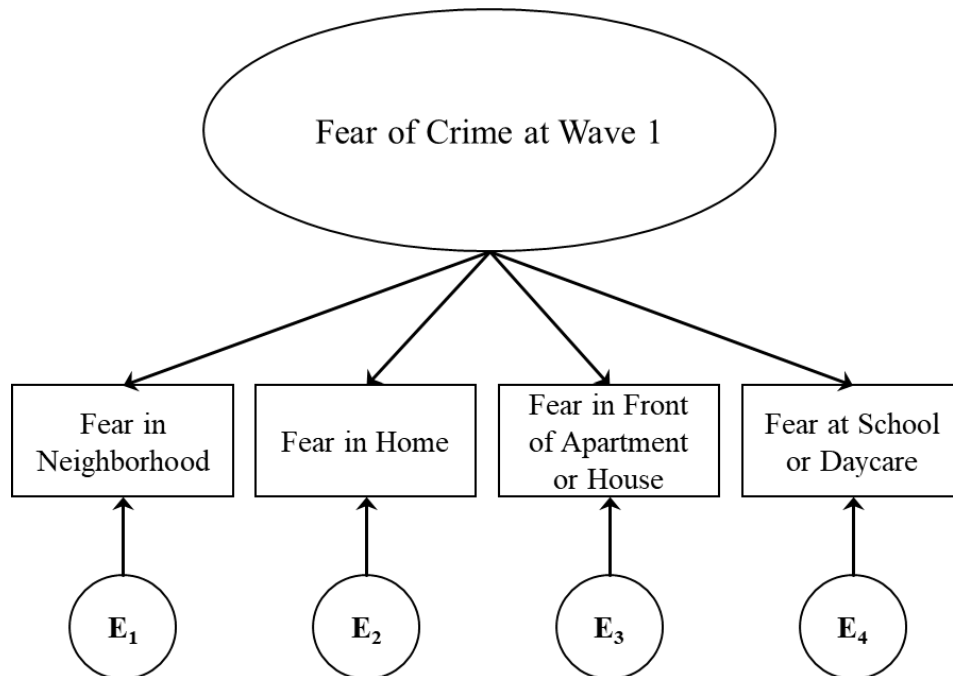 Fear of Crime at Wave 1
Fear in
Neighborhood
Fear in Home
Fear in Front
of Apartment
or House
Fear at School
or Daycare
E₁
E₂
E₃
E₄